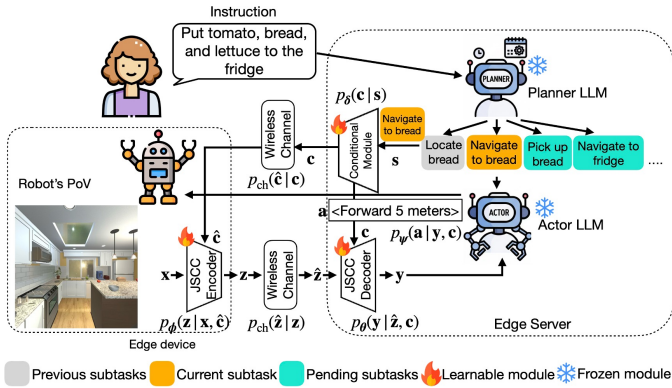 Instruction
Put tomato, bread,
and lettuce to the
fridge
PLANNER
Planner LLM
p_δ(c | s)
Navigate
to bread
Wireless
Channel
c
Conditional
Module
s
Locate
bread
Navigate
to bread
Pick up
bread
Navigate to
fridge
....
p_ch(ĉ | c)
Robot's PoV
a
<Forward 5 meters>
ACTOR
Actor LLM
p_ψ(a | y, c)
ĉ
c
x
JSCC
Encoder
z
Wireless
Channel
ẑ
JSCC
Decoder
y
p_ϕ(z | x, ĉ)
p_ch(ẑ | z)
p_θ(y | ẑ, c)
Edge Server
Edge device
Previous subtasks
Current subtask
Pending subtasks
Learnable module
Frozen module